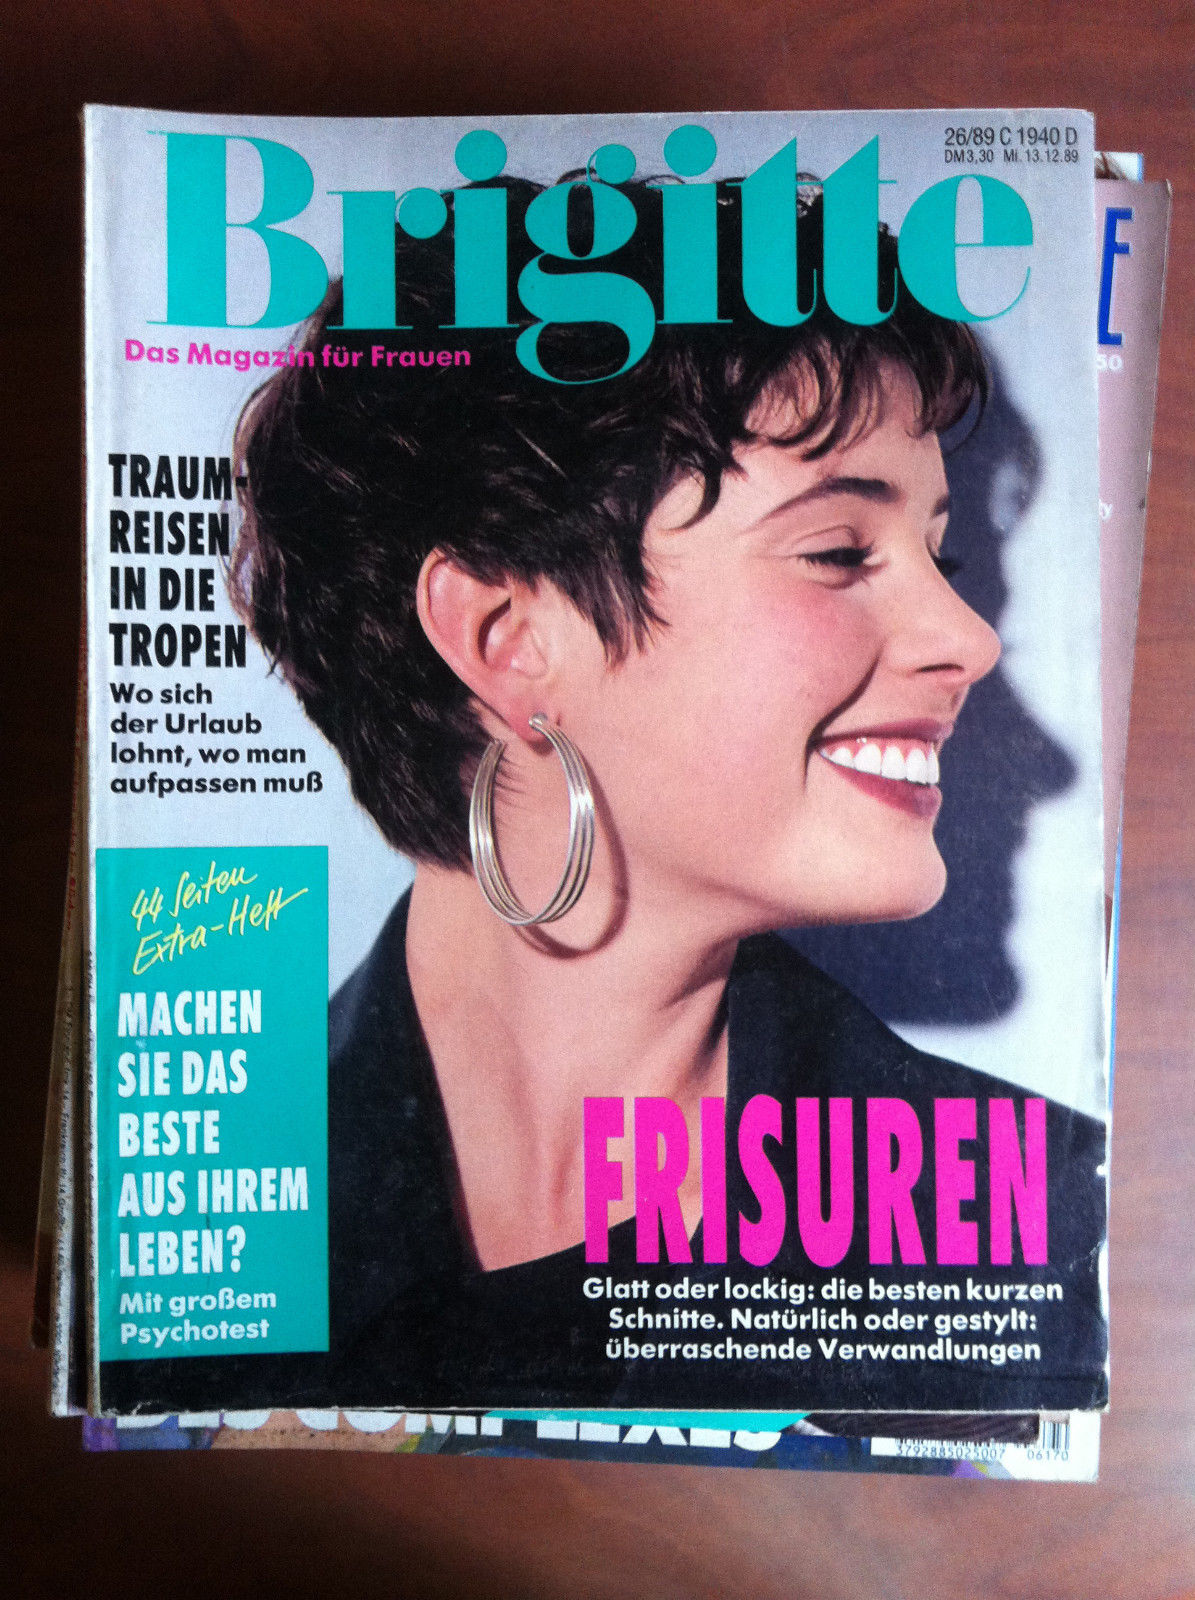 Brigitte
26/89 C 1940 D
DM 3,30 Mi. 13.12.89
Das Magazin für Frauen
TRAUM-
REISEN
IN DIE
TROPEN
Wo sich
der Urlaub
lohnt, wo man
aufpassen muß
44 Seiten
Extra-Heft
MACHEN
SIE DAS
BESTE
AUS IHREM
LEBEN?
Mit großem
Psychotest
FRISUREN
Glatt oder lockig: die besten kurzen
Schnitte. Natürlich oder gestylt:
überraschende Verwandlungen
E
50
06170